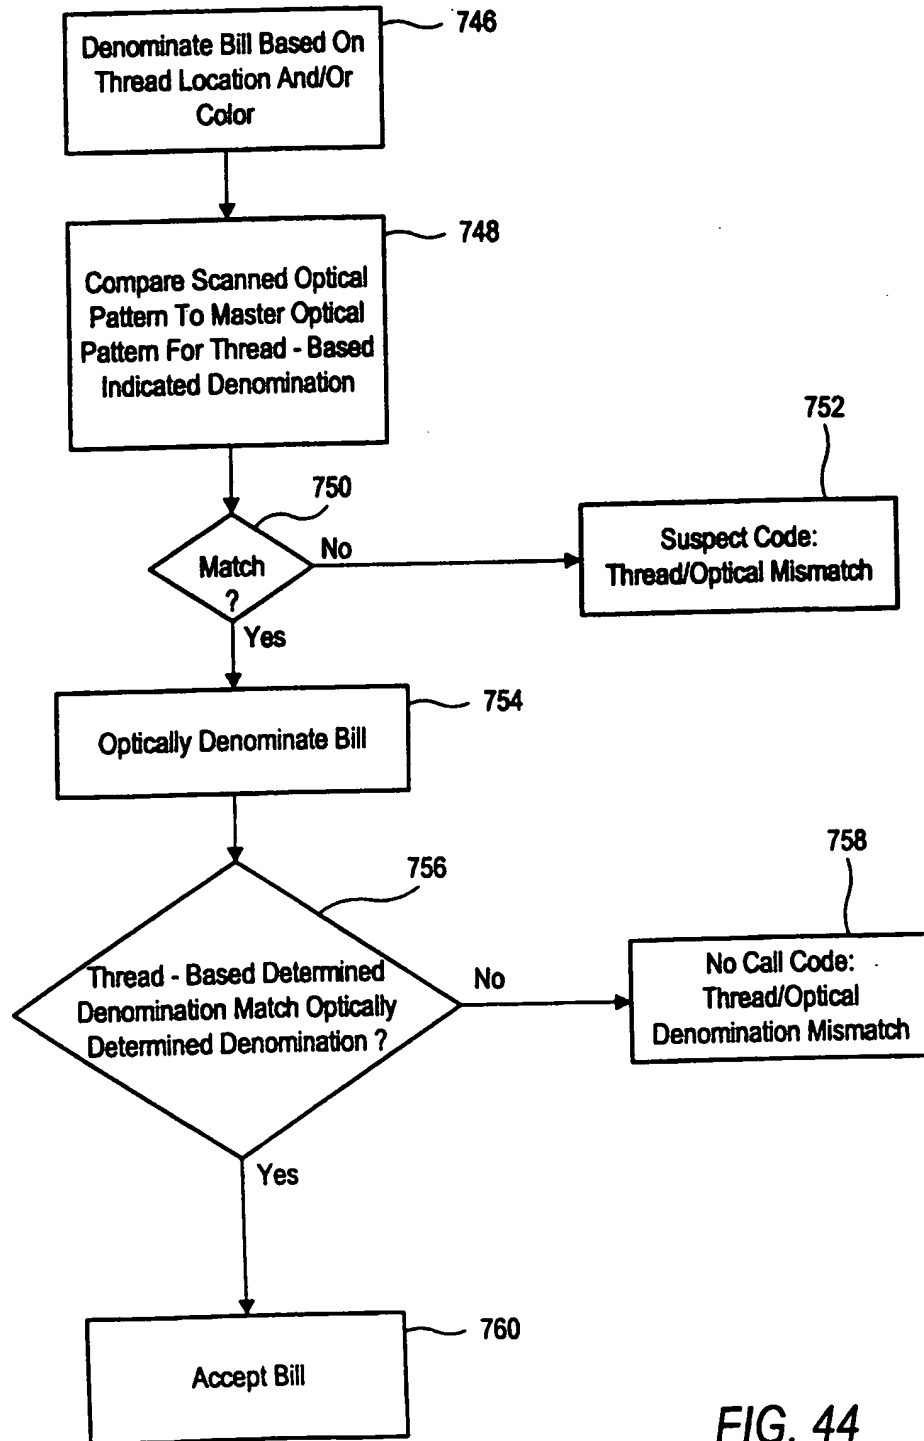 746
Denominate Bill Based On
Thread Location And/Or
Color
748
Compare Scanned Optical
Pattern To Master Optical
Pattern For Thread - Based
Indicated Denomination
752
750
Match
?
No
Suspect Code:
Thread/Optical Mismatch
Yes
754
Optically Denominate Bill
758
756
Thread - Based Determined
Denomination Match Optically
Determined Denomination ?
No
No Call Code:
Thread/Optical
Denomination Mismatch
Yes
760
Accept Bill
FIG. 44